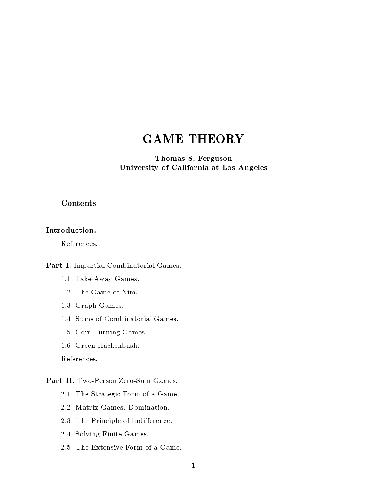 GAME THEORY
Thomas S. Ferguson
University of California at Los Angeles
Contents
Introduction.
References.
Part I. Impartial Combinatorial Games.
1.1 Take-Away Games.
1.2 The Game of Nim.
1.3 Graph Games.
1.4 Sums of Combinatorial Games.
1.5 Coin Turning Games.
1.6 Green Hackenbush.
References.
Part II. Two-Person Zero-Sum Games.
2.1 The Strategic Form of a Game.
2.2 Matrix Games. Domination.
2.3 The Principle of Indifference.
2.4 Solving Finite Games.
2.5 The Extensive Form of a Game.
1